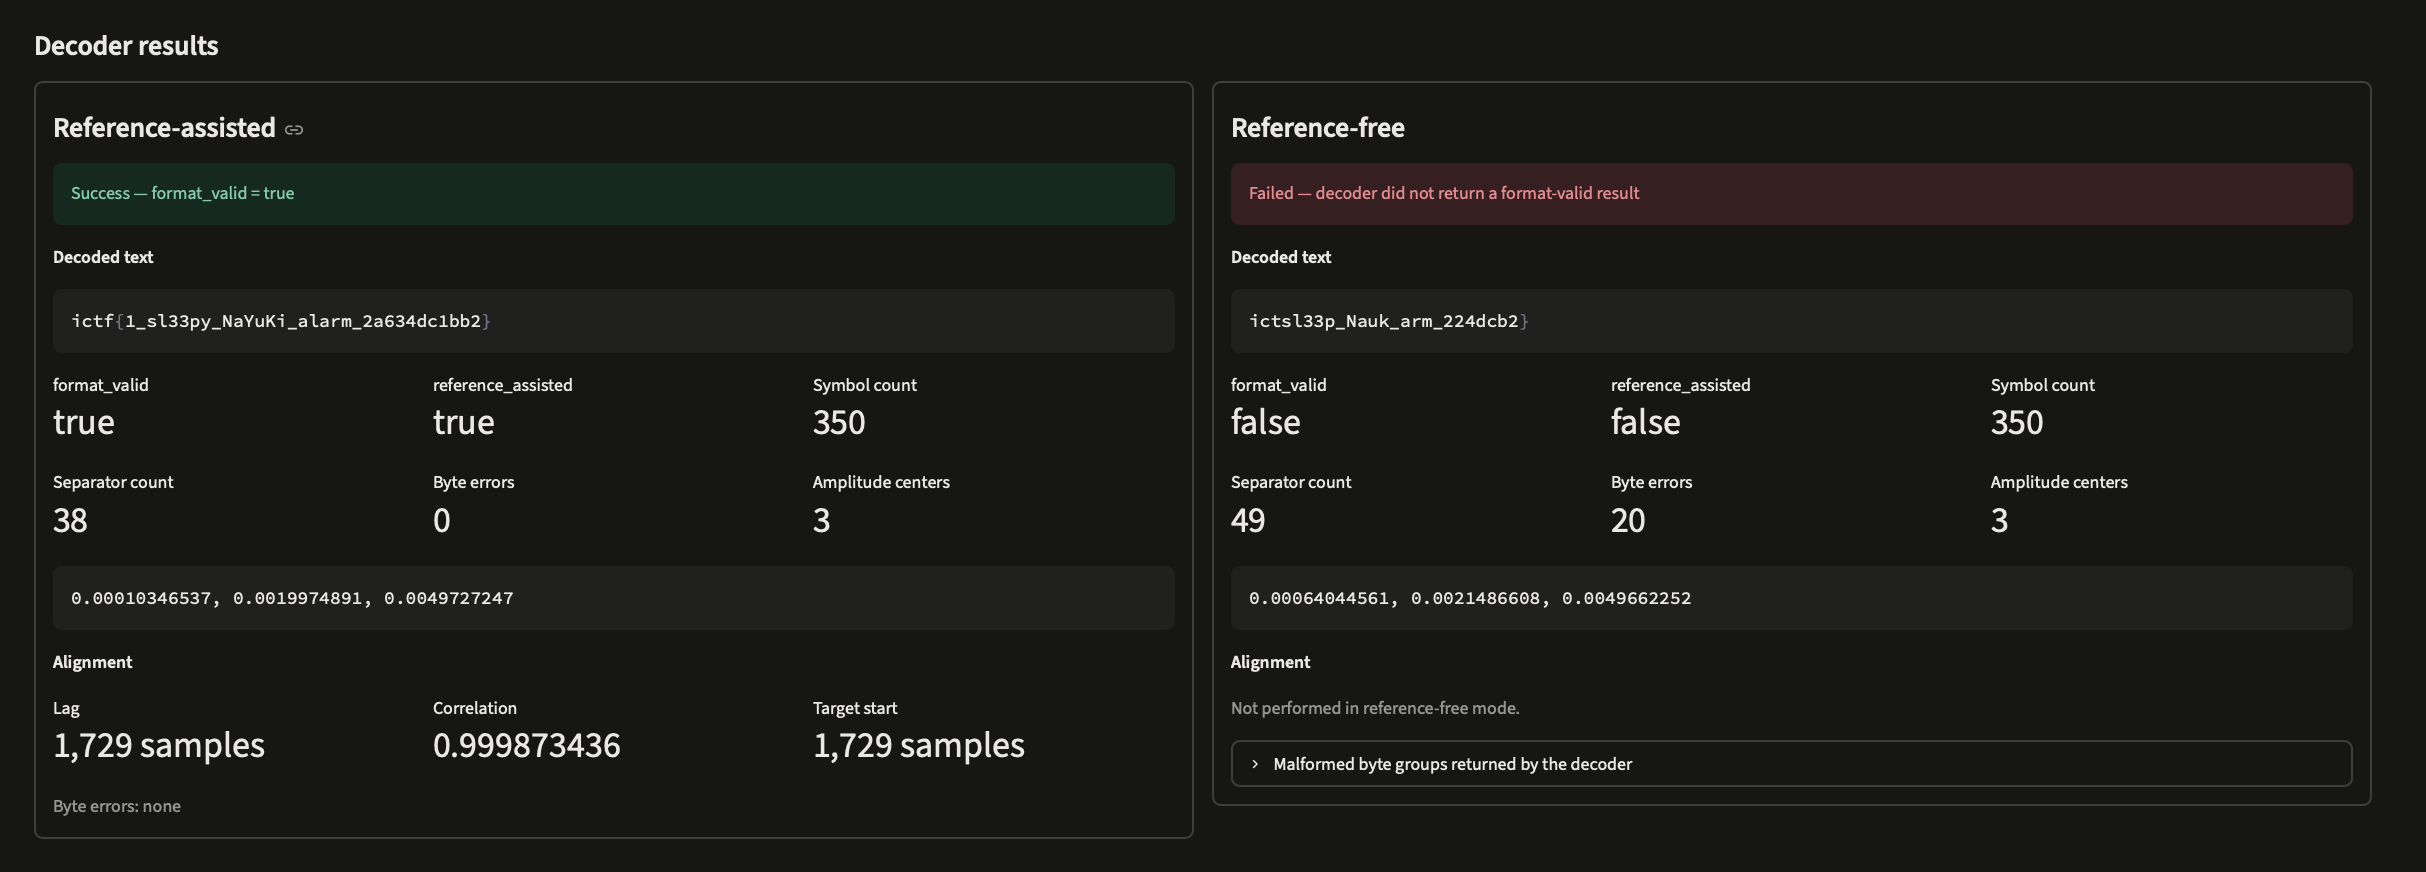 Decoder results
Reference-assisted
Success — format_valid = true
Decoded text
ictf{1_sl33py_NaYuKi_alarm_2a634dc1bb2}
format_valid
true
reference_assisted
true
Symbol count
350
Separator count
38
Byte errors
0
Amplitude centers
3
0.00010346537, 0.0019974891, 0.0049727247
Alignment
Lag
1,729 samples
Correlation
0.999873436
Target start
1,729 samples
Byte errors: none
Reference-free
Failed — decoder did not return a format-valid result
Decoded text
ictsl33p_Nauk_arm_224dcb2}
format_valid
false
reference_assisted
false
Symbol count
350
Separator count
49
Byte errors
20
Amplitude centers
3
0.00064044561, 0.0021486608, 0.0049662252
Alignment
Not performed in reference-free mode.
Malformed byte groups returned by the decoder